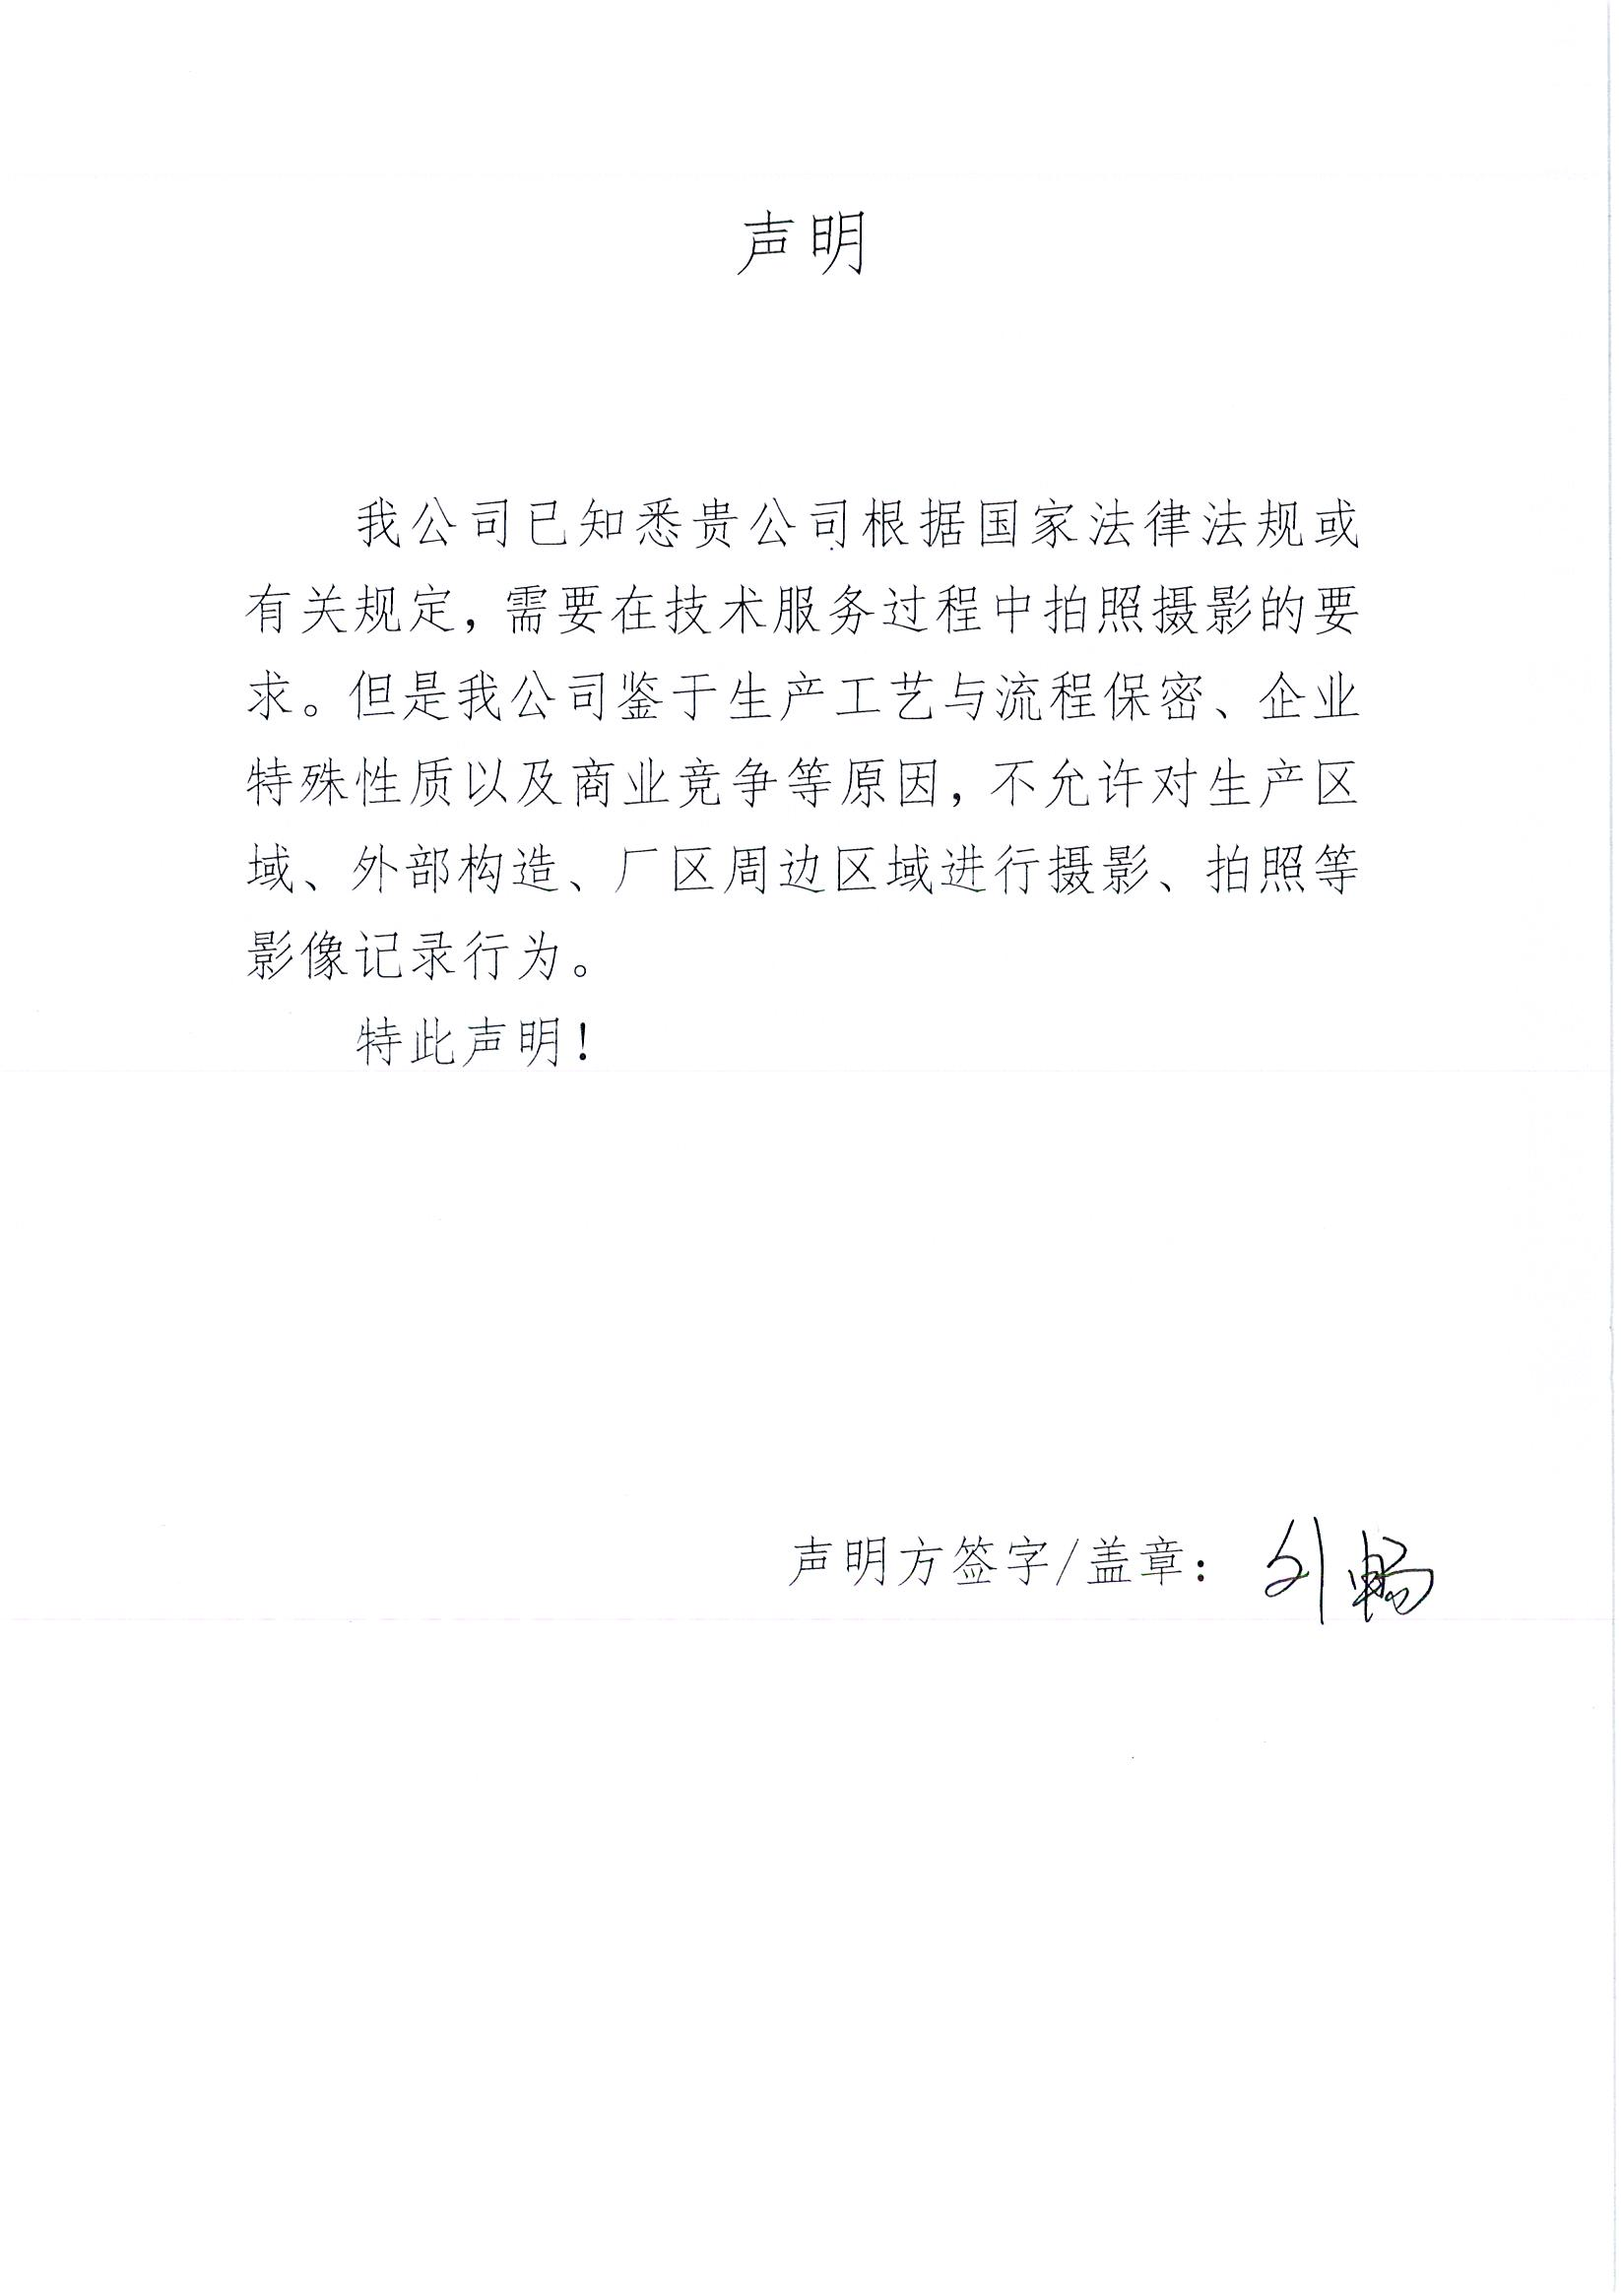 声明
我公司已知悉贵公司根据国家法律法规或
有关规定，需要在技术服务过程中拍照摄影的要
求。但是我公司鉴于生产工艺与流程保密、企业
特殊性质以及商业竞争等原因，不允许对生产区
域、外部构造、厂区周边区域进行摄影、拍照等
影像记录行为。
特此声明！
声明方签字/盖章：刘畅